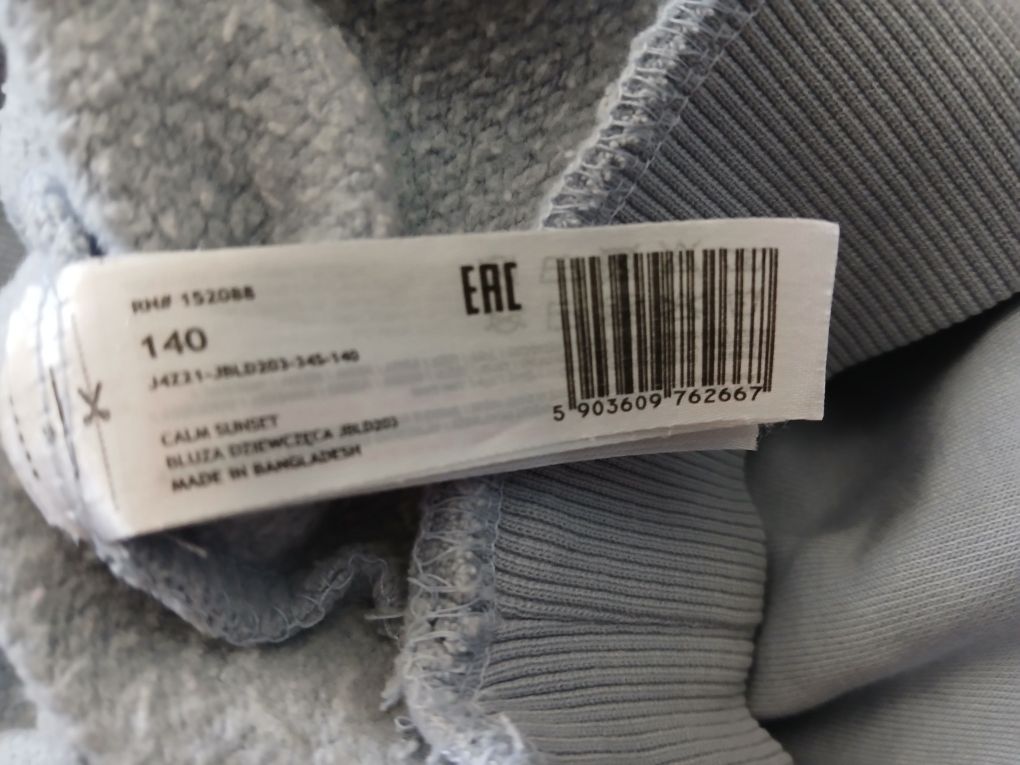 RH# 152088
140
J4Z21-JBLD203-34S-140
CALM SUNSET
BLUZA DZIEWCZĘCA JBLD203
MADE IN BANGLADESH
EAC
5 903609 762667